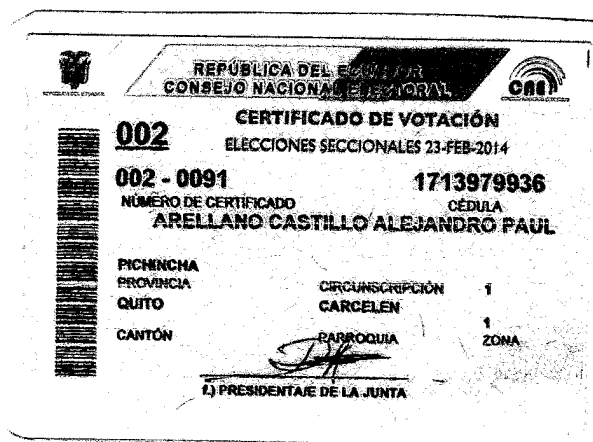 REPÚBLICA DEL ECUADOR
CONSEJO NACIONAL ELECTORAL
CNE
CERTIFICADO DE VOTACIÓN
002
ELECCIONES SECCIONALES 23-FEB-2014
002 - 0091 1713979936
NÚMERO DE CERTIFICADO CÉDULA
ARELLANO CASTILLO ALEJANDRO PAUL
PICHINCHA
PROVINCIA CIRCUNSCRIPCIÓN 1
QUITO CARCELEN
1
CANTÓN PARROQUIA ZONA
f.) PRESIDENTA/E DE LA JUNTA